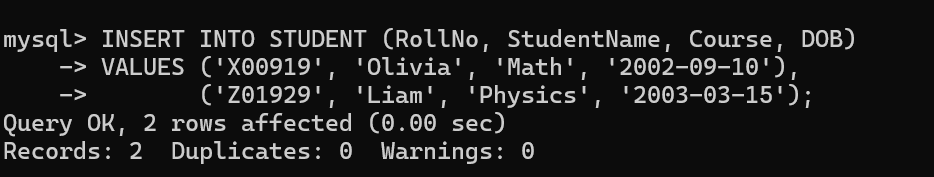 mysql> INSERT INTO STUDENT (RollNo, StudentName, Course, DOB)
    -> VALUES ('X00919', 'Olivia', 'Math', '2002-09-10'),
    ->        ('Z01929', 'Liam', 'Physics', '2003-03-15');
Query OK, 2 rows affected (0.00 sec)
Records: 2  Duplicates: 0  Warnings: 0